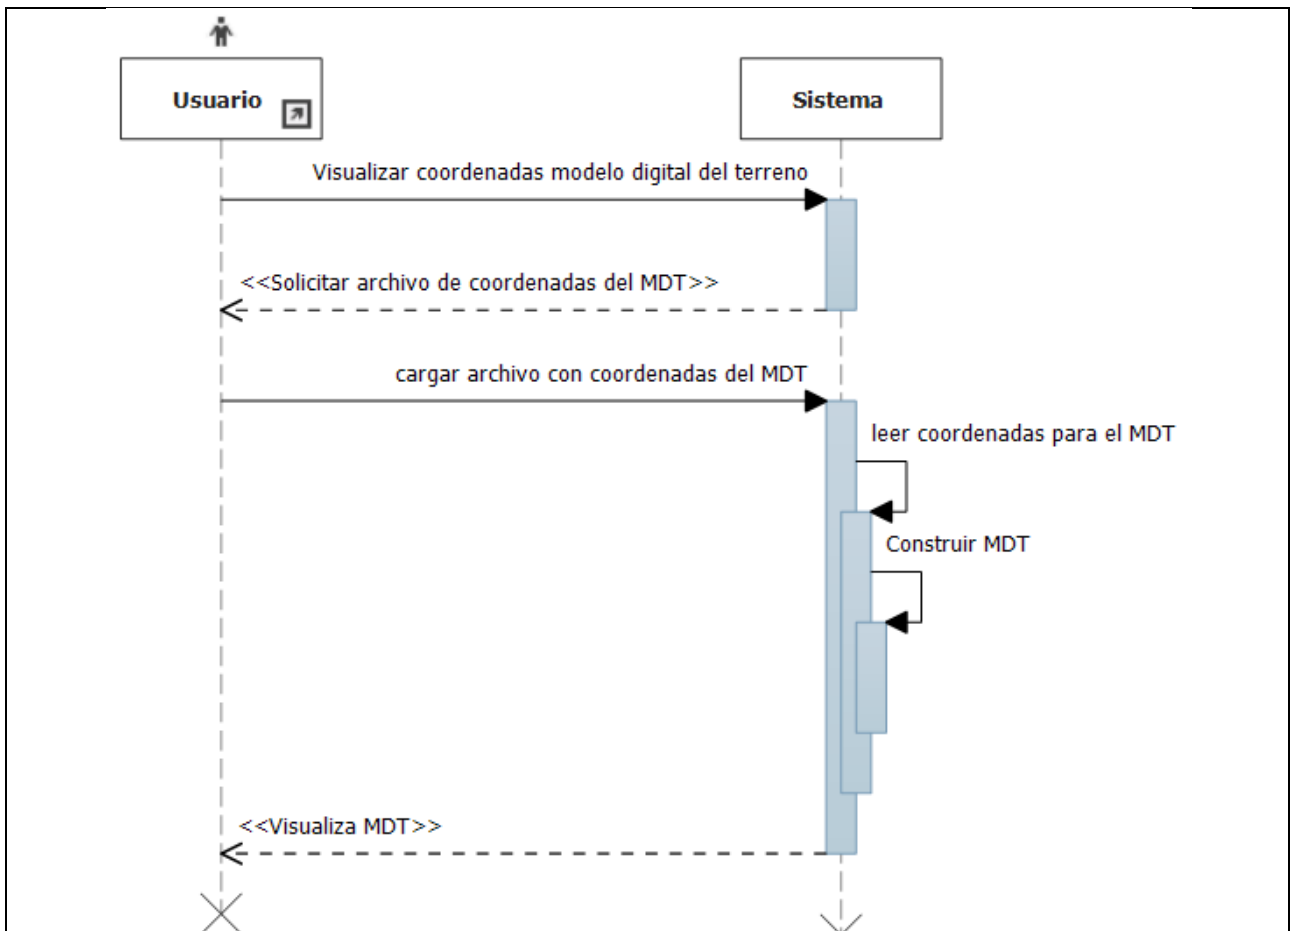 Usuario
Sistema
Visualizar coordenadas modelo digital del terreno
<<Solicitar archivo de coordenadas del MDT>>
cargar archivo con coordenadas del MDT
leer coordenadas para el MDT
Construir MDT
<<Visualiza MDT>>